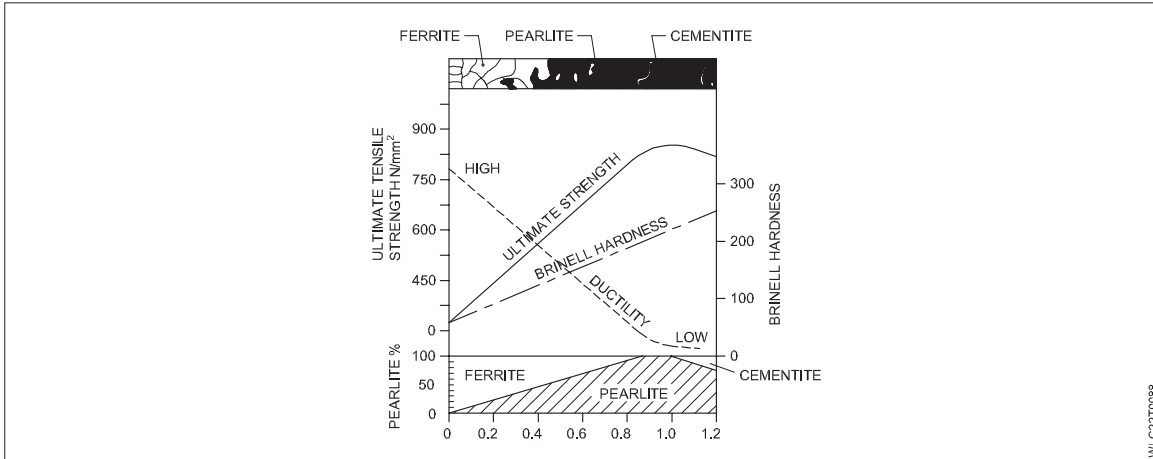 FERRITE PEARLITE CEMENTITE
ULTIMATE TENSILE
STRENGTH N/mm²
900
750
600
450
0
HIGH
ULTIMATE STRENGTH
BRINELL HARDNESS
DUCTILITY
LOW
300
200
100
0
BRINELL HARDNESS
PEARLITE %
100
50
0
FERRITE
PEARLITE
CEMENTITE
0 0.2 0.4 0.6 0.8 1.0 1.2